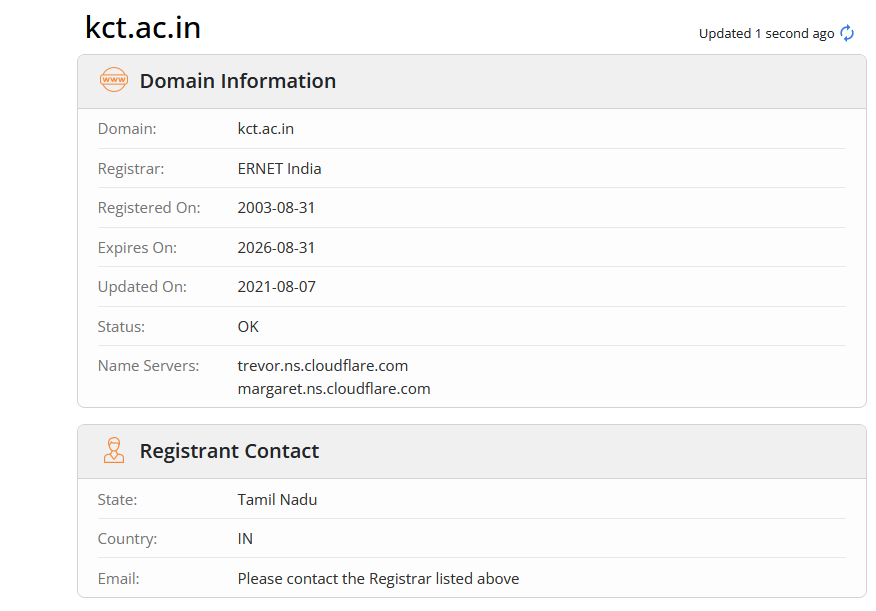 kct.ac.in
Updated 1 second ago
www
Domain Information
Domain: kct.ac.in
Registrar: ERNET India
Registered On: 2003-08-31
Expires On: 2026-08-31
Updated On: 2021-08-07
Status: OK
Name Servers: trevor.ns.cloudflare.com
margaret.ns.cloudflare.com
Registrant Contact
State: Tamil Nadu
Country: IN
Email: Please contact the Registrar listed above